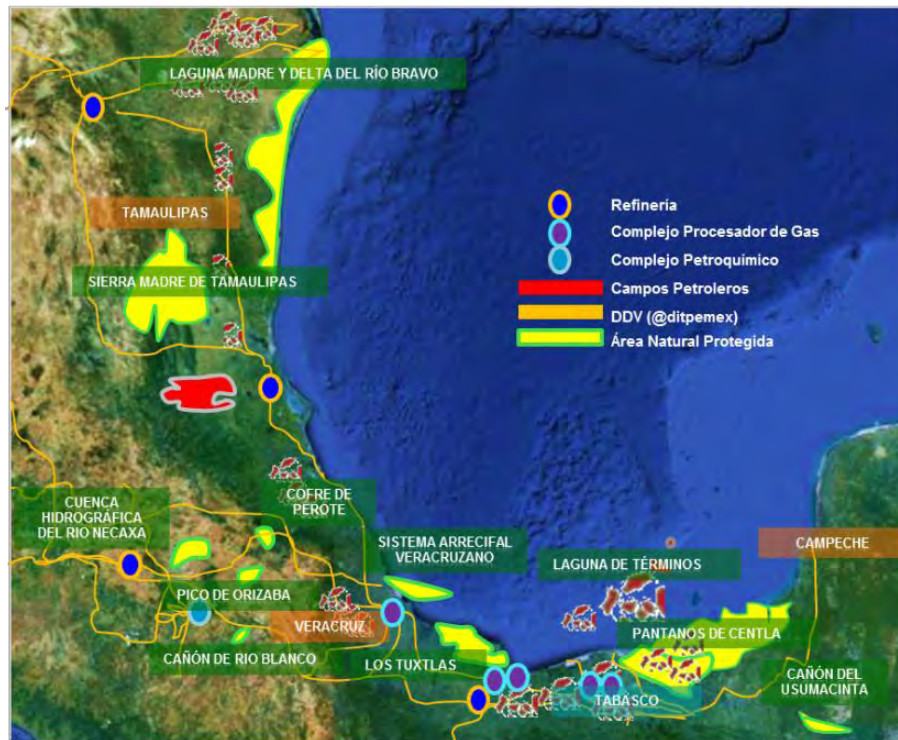 LAGUNA MADRE Y DELTA DEL RÍO BRAVO
TAMAULIPAS
SIERRA MADRE DE TAMAULIPAS
Refinería
Complejo Procesador de Gas
Complejo Petroquímico
Campos Petroleros
DDV (@ditpemex)
Área Natural Protegida
CUENCA
HIDROGRÁFICA
DEL RIO NECAXA
COFRE DE
PEROTE
SISTEMA ARRECIFAL
VERACRUZANO
LAGUNA DE TÉRMINOS
CAMPECHE
PICO DE ORIZABA
VERACRUZ
PANTANOS DE CENTLA
CAÑÓN DE RIO BLANCO
LOS TUXTLAS
TABASCO
CAÑÓN DEL
USUMACINTA